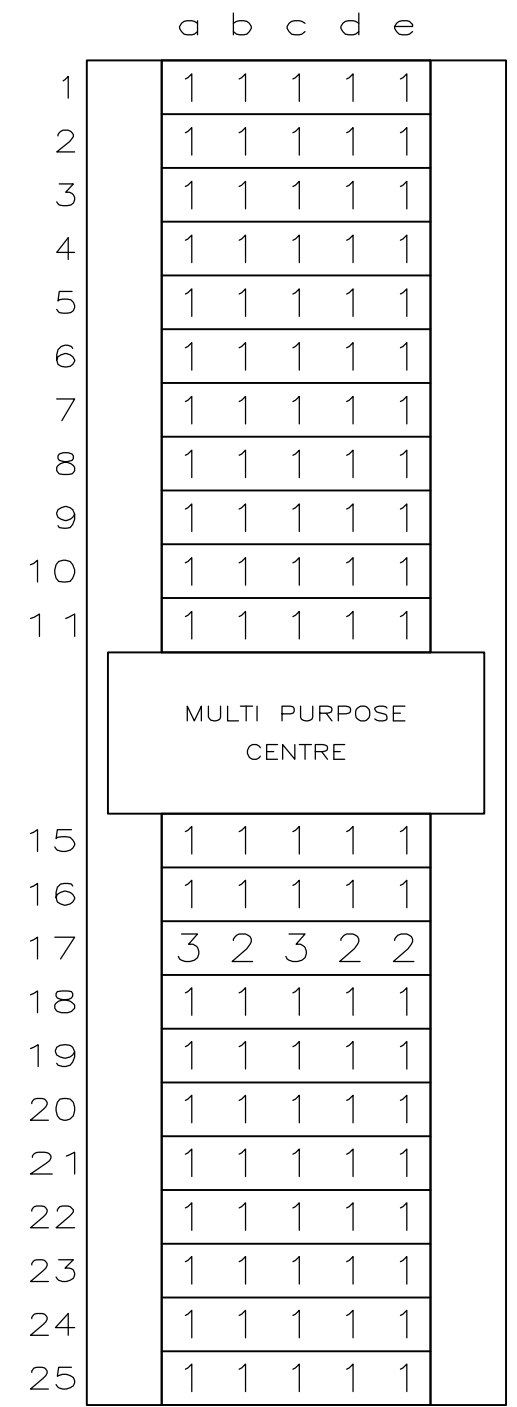 a b c d e
1 1 1 1 1 1
2 1 1 1 1 1
3 1 1 1 1 1
4 1 1 1 1 1
5 1 1 1 1 1
6 1 1 1 1 1
7 1 1 1 1 1
8 1 1 1 1 1
9 1 1 1 1 1
10 1 1 1 1 1
11 1 1 1 1 1
MULTI PURPOSE
CENTRE
15 1 1 1 1 1
16 1 1 1 1 1
17 3 2 3 2 2
18 1 1 1 1 1
19 1 1 1 1 1
20 1 1 1 1 1
21 1 1 1 1 1
22 1 1 1 1 1
23 1 1 1 1 1
24 1 1 1 1 1
25 1 1 1 1 1